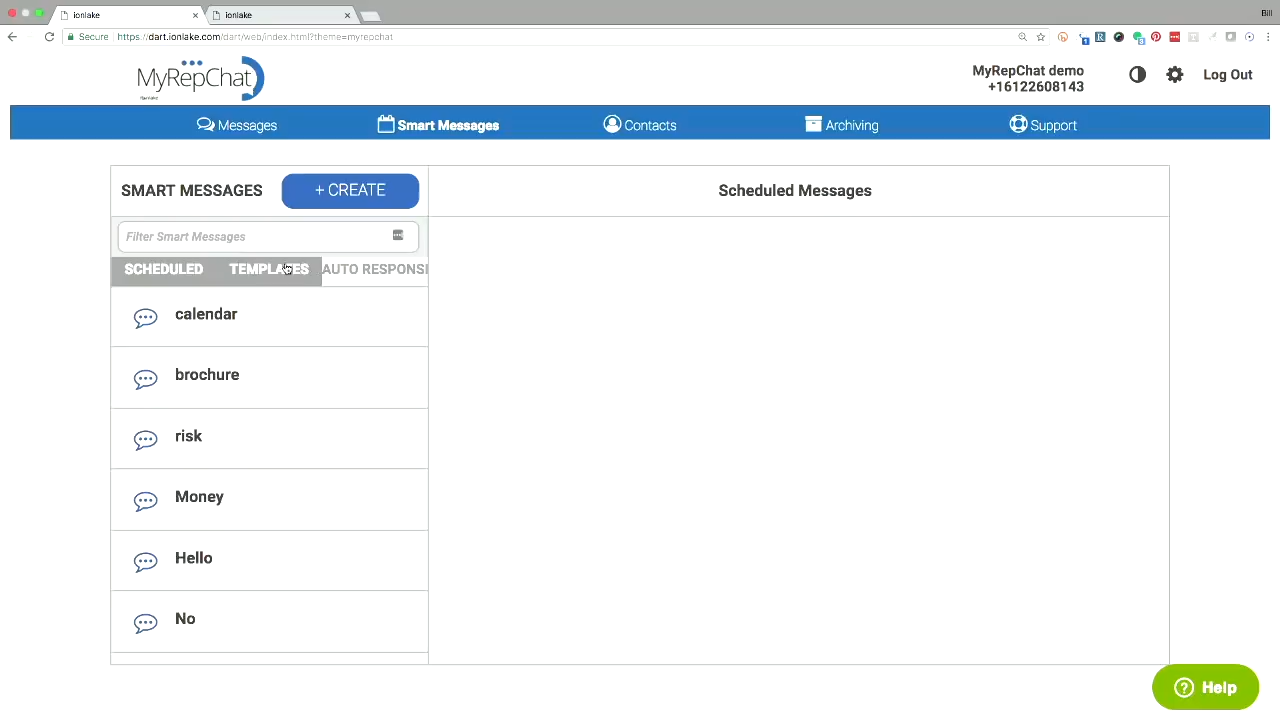 ionlake
ionlake
Bill
Secure
https://dart.ionlake.com/dart/web/index.html?theme=myrepchat
MyRepChat
MyRepChat demo
+16122608143
Log Out
Messages
Smart Messages
Contacts
Archiving
Support
SMART MESSAGES
+ CREATE
Scheduled Messages
Filter Smart Messages
SCHEDULED
TEMPLATES
AUTO RESPONS
calendar
brochure
risk
Money
Hello
No
Help